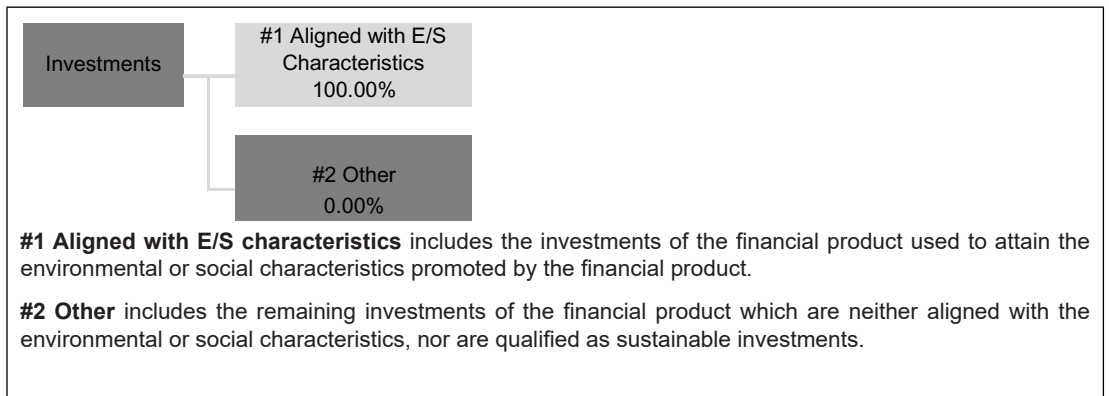 Investments
#1 Aligned with E/S
Characteristics
100.00%
#2 Other
0.00%
#1 Aligned with E/S characteristics includes the investments of the financial product used to attain the
environmental or social characteristics promoted by the financial product.
#2 Other includes the remaining investments of the financial product which are neither aligned with the
environmental or social characteristics, nor are qualified as sustainable investments.